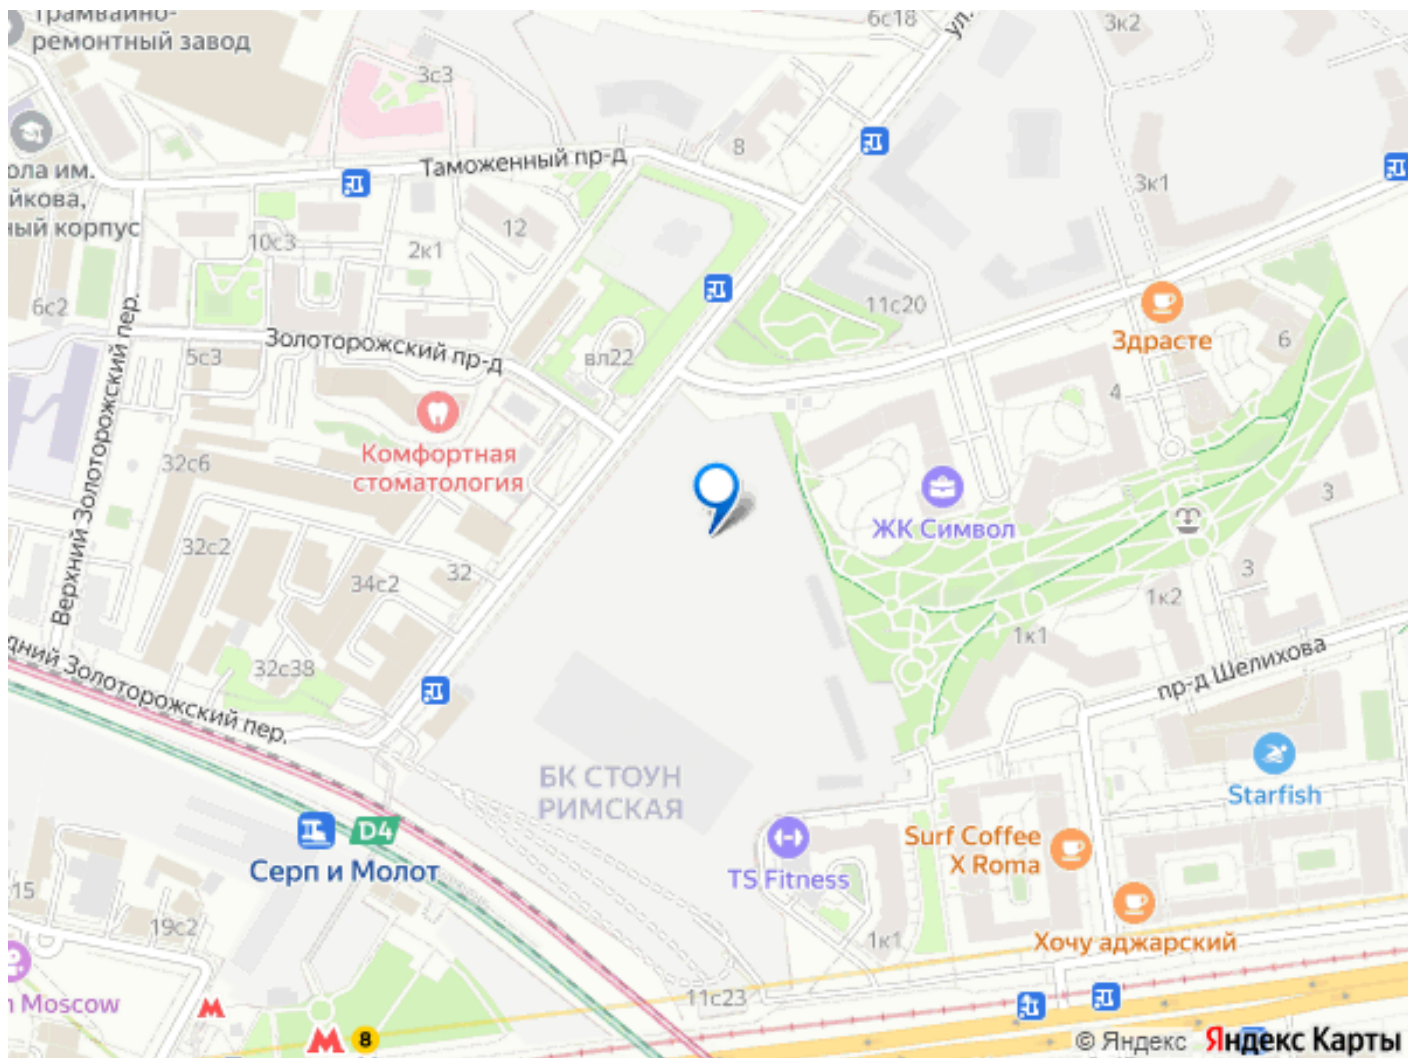 Трамвайно-
ремонтный завод
6с18
ул.
3к2
3с3
Таможенный пр-д
8
ола им.
йкова,
ный корпус
3к1
12
10с3
2к1
6с2
11с20
Здрасте
6
Золоторожский пр-д
5с3
вл22
4
Верхний Золоторожский пер.
Комфортная
стоматология
32с6
ЖК Символ
3
32с2
34с2
32
3
1к2
1к1
32с38
дний Золоторожский пер.
пр-д Шелихова
БК СТОУН
РИМСКАЯ
Starfish
D4
Серп и Молот
Surf Coffee
X Roma
TS Fitness
15
19с2
1к1
Хочу аджарский
n Moscow
11с23
8
© Яндекс
Яндекс Карты